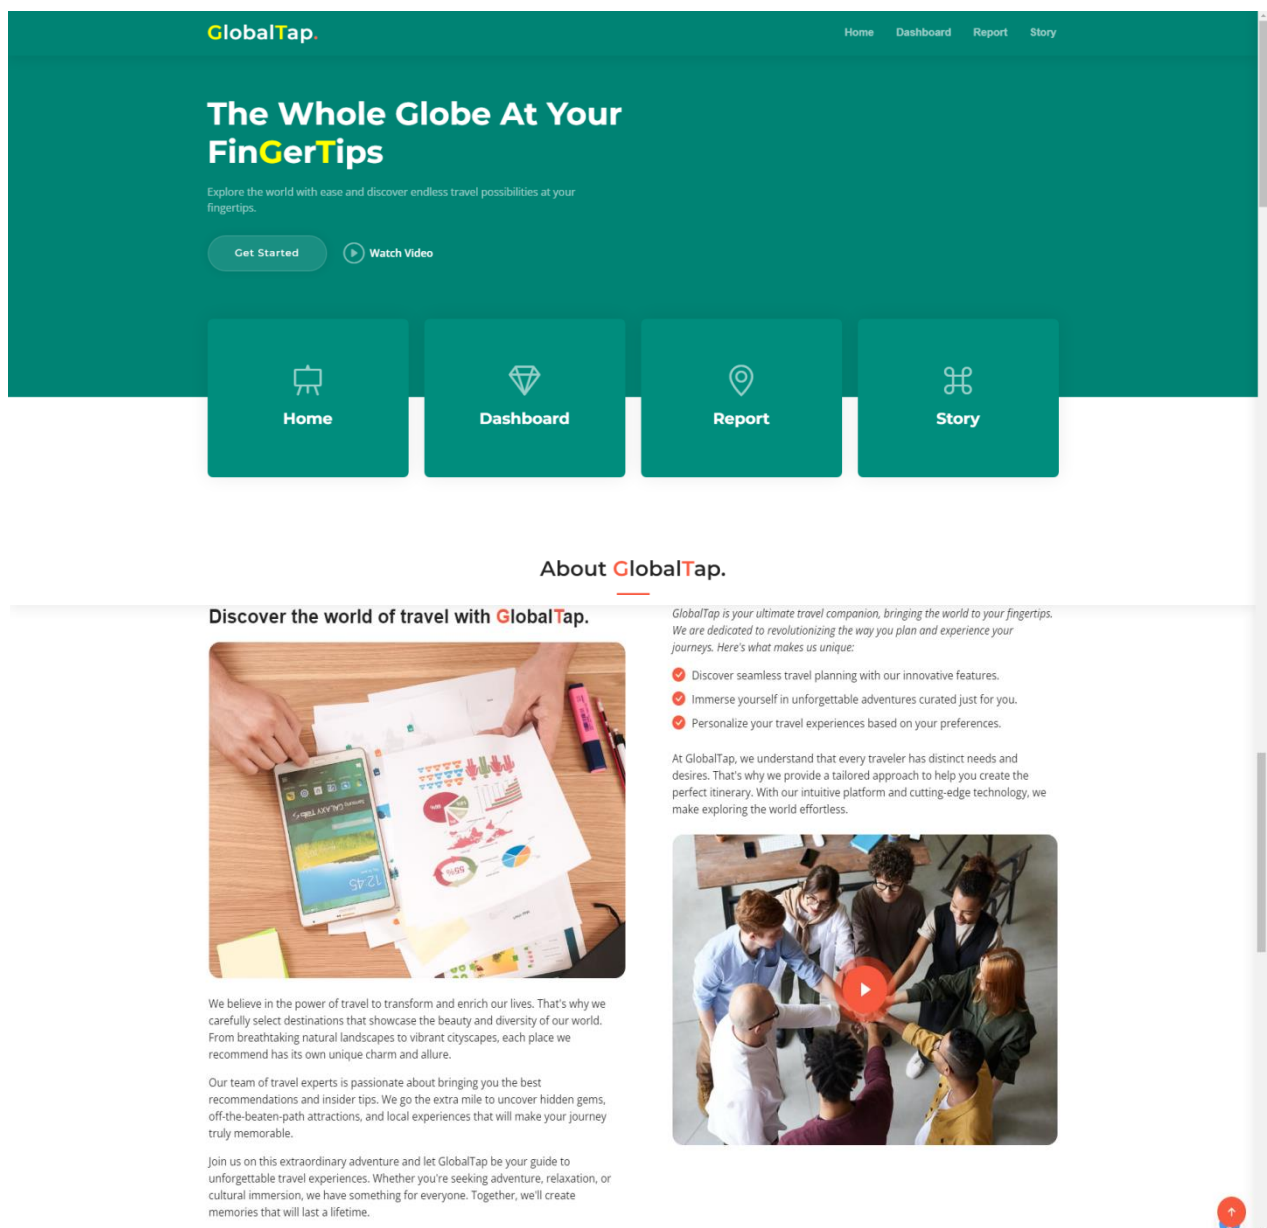 GlobalTap.
Home Dashboard Report Story
The Whole Globe At Your
FinGerTips
Explore the world with ease and discover endless travel possibilities at your
fingertips.
Get Started
Watch Video
Home
Dashboard
Report
Story
About GlobalTap.
Discover the world of travel with GlobalTap.
SAMSUNG GALAXY Tab S
12:45
55%
We believe in the power of travel to transform and enrich our lives. That's why we
carefully select destinations that showcase the beauty and diversity of our world.
From breathtaking natural landscapes to vibrant cityscapes, each place we
recommend has its own unique charm and allure.
Our team of travel experts is passionate about bringing you the best
recommendations and insider tips. We go the extra mile to uncover hidden gems,
off-the-beaten-path attractions, and local experiences that will make your journey
truly memorable.
Join us on this extraordinary adventure and let GlobalTap be your guide to
unforgettable travel experiences. Whether you're seeking adventure, relaxation, or
cultural immersion, we have something for everyone. Together, we'll create
memories that will last a lifetime.
GlobalTap is your ultimate travel companion, bringing the world to your fingertips.
We are dedicated to revolutionizing the way you plan and experience your
journeys. Here's what makes us unique:
Discover seamless travel planning with our innovative features.
Immerse yourself in unforgettable adventures curated just for you.
Personalize your travel experiences based on your preferences.
At GlobalTap, we understand that every traveler has distinct needs and
desires. That's why we provide a tailored approach to help you create the
perfect itinerary. With our intuitive platform and cutting-edge technology, we
make exploring the world effortless.